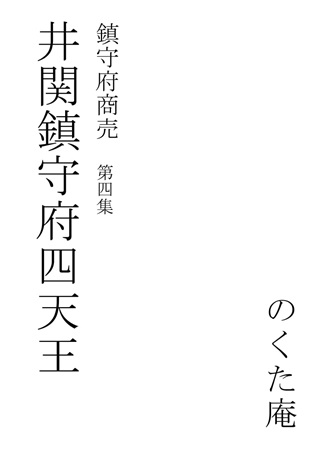 のくた庵
鎮守府商売 第四集
井関鎮守府四天王